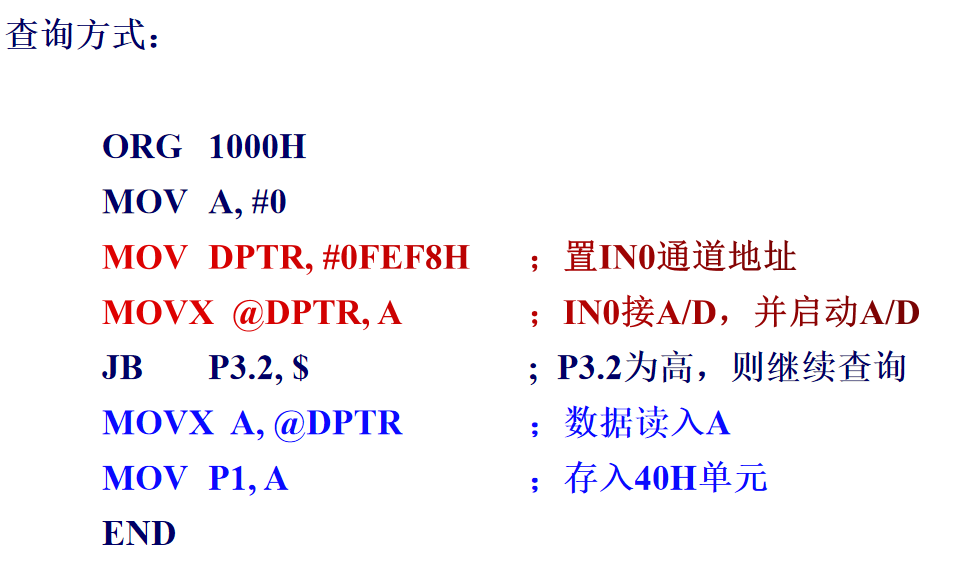 查询方式：
ORG 1000H
MOV A, #0
MOV DPTR, #0FEF8H ；置IN0通道地址
MOVX @DPTR, A ；IN0接A/D，并启动A/D
JB P3.2, $ ; P3.2为高，则继续查询
MOVX A, @DPTR ；数据读入A
MOV P1, A ；存入40H单元
END